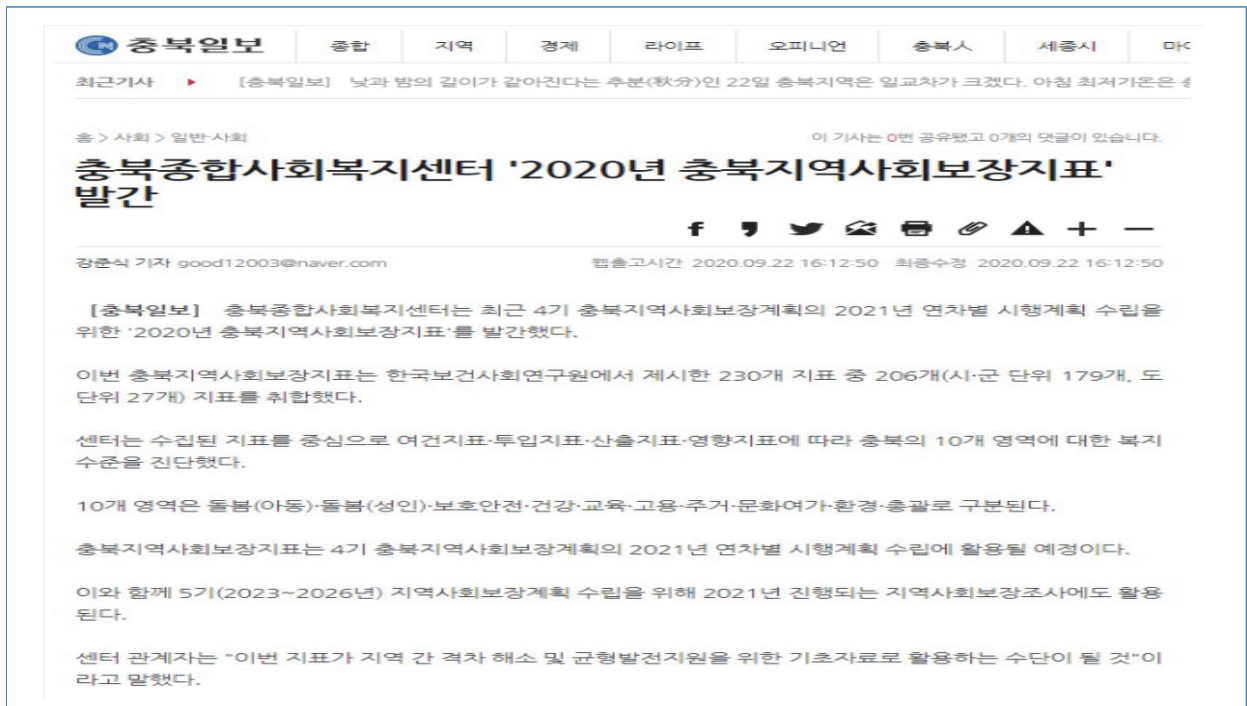 충북일보
종합 지역 경제 라이프 오피니언 충북人 세종시
최근기사 ▶ [충북일보] 낮과 밤의 길이가 같아진다는 추분(秋分)인 22일 충북지역은 일교차가 크겠다. 아침 최저기온은
홈 > 사회 > 일반·사회 이 기사는 0번 공유됐고 0개의 댓글이 있습니다.
충북종합사회복지센터 '2020년 충북지역사회보장지표'
발간
강준식 기자 good12003@naver.com 웹출고시간 2020.09.22 16:12:50 최종수정 2020.09.22 16:12:50
[충북일보] 충북종합사회복지센터는 최근 4기 충북지역사회보장계획의 2021년 연차별 시행계획 수립을
위한 '2020년 충북지역사회보장지표'를 발간했다.
이번 충북지역사회보장지표는 한국보건사회연구원에서 제시한 230개 지표 중 206개(시·군 단위 179개, 도
단위 27개) 지표를 취합했다.
센터는 수집된 지표를 중심으로 여건지표·투입지표·산출지표·영향지표에 따라 충북의 10개 영역에 대한 복지
수준을 진단했다.
10개 영역은 돌봄(아동)·돌봄(성인)·보호안전·건강·교육·고용·주거·문화여가·환경·총괄로 구분된다.
충북지역사회보장지표는 4기 충북지역사회보장계획의 2021년 연차별 시행계획 수립에 활용될 예정이다.
이와 함께 5기(2023~2026년) 지역사회보장계획 수립을 위해 2021년 진행되는 지역사회보장조사에도 활용
된다.
센터 관계자는 "이번 지표가 지역 간 격차 해소 및 균형발전지원을 위한 기초자료로 활용하는 수단이 될 것"이
라고 말했다.